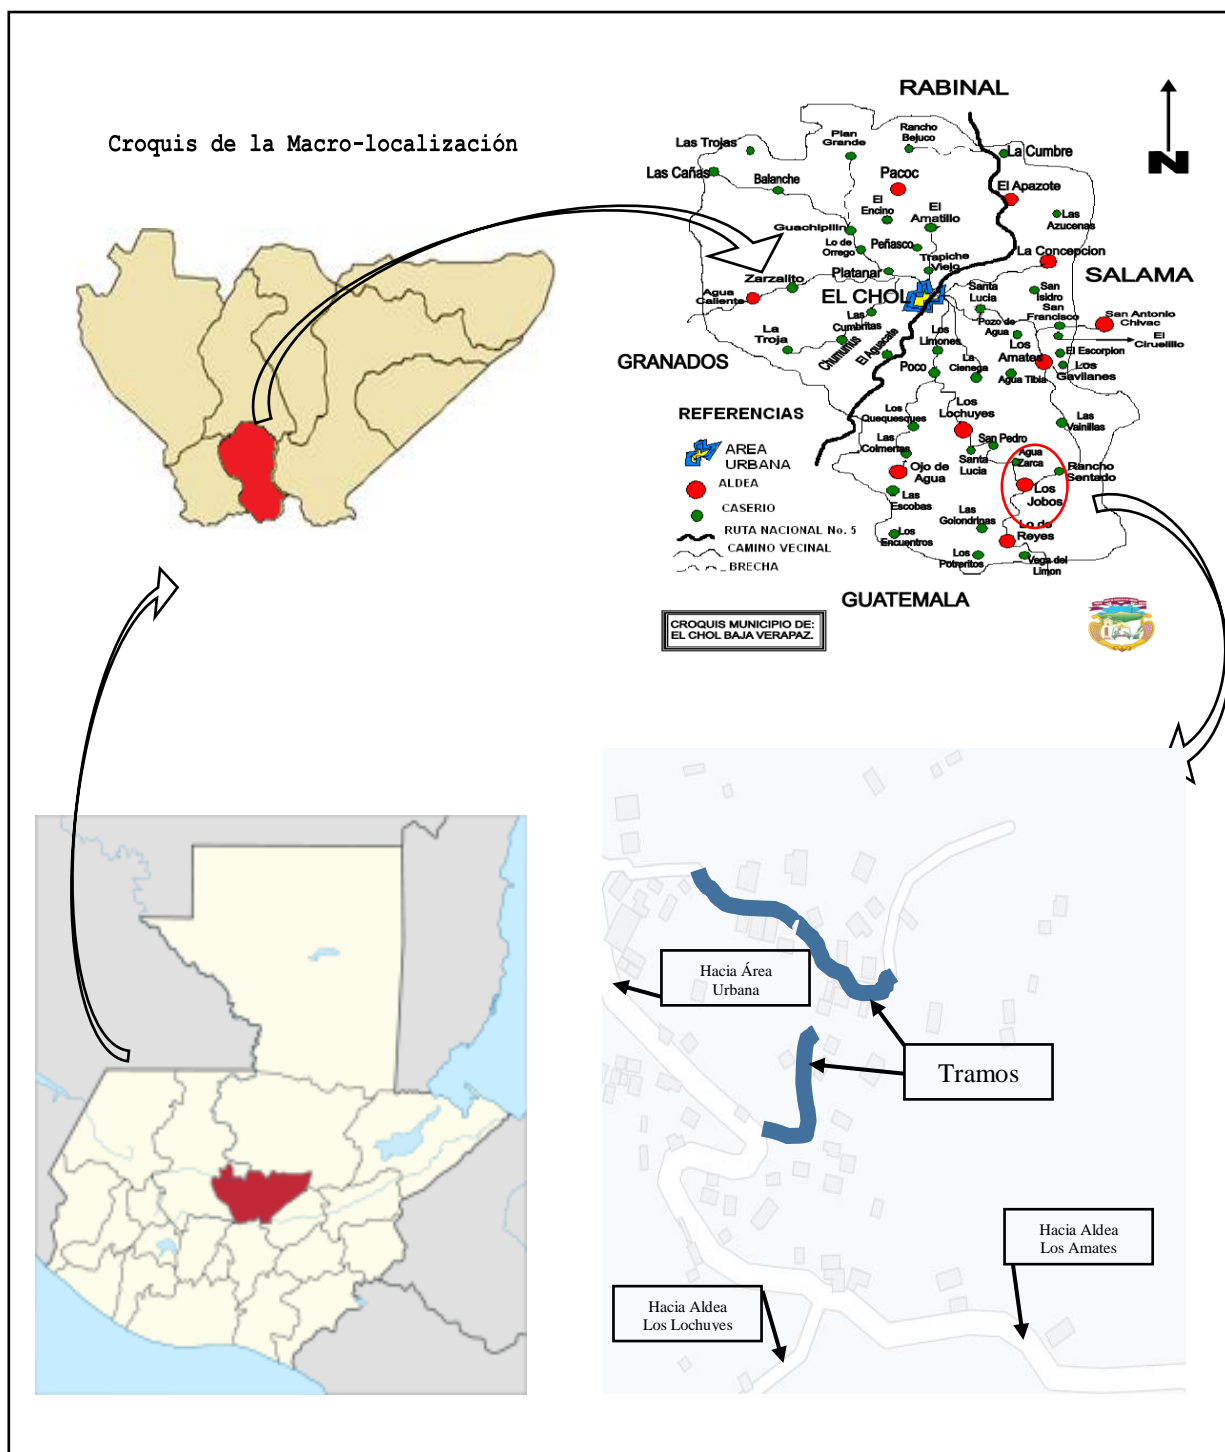 Croquis de la Macro-localización
RABINAL
N
Las Trojas
Plan
Grande
Rancho
Bejuco
La Cumbre
Las Cañas
Balanche
Pacoc
El Apazote
El
Encino
El
Amatillo
Las
Azucenas
Guachipilin
Lo de
Orrego
Peñasco
La Concepcion
Trapiche
Viejo
Platanar
SALAMA
Zarzalito
Agua
Caliente
EL CHOL
Santa
Lucia
San
Isidro
San
Francisco
San Antonio
Chivac
Las
Cumbritas
Pozo de
Agua
El
Ciruelillo
La
Troja
Chumumus
El Aguacate
Los
Limones
Los
Amates
El Escorpion
GRANADOS
Poco
La
Cienega
Agua Tibia
Los
Gavilanes
REFERENCIAS
Los
Quequesques
Los
Lochuyes
Las
Vainillas
AREA
URBANA
Las
Colmenas
San Pedro
Santa
Lucia
Agua
Zarca
Rancho
Sentado
ALDEA
Ojo de
Agua
Los
Jobos
CASERIO
Las
Escobas
Las
Golondrinas
RUTA NACIONAL No. 5
Los
Encuentros
Lo de
Reyes
CAMINO VECINAL
Los
Potreritos
Vega del
Limon
BRECHA
GUATEMALA
CROQUIS MUNICIPIO DE:
EL CHOL BAJA VERAPAZ.
Hacia Área
Urbana
Tramos
Hacia Aldea
Los Amates
Hacia Aldea
Los Lochuyes